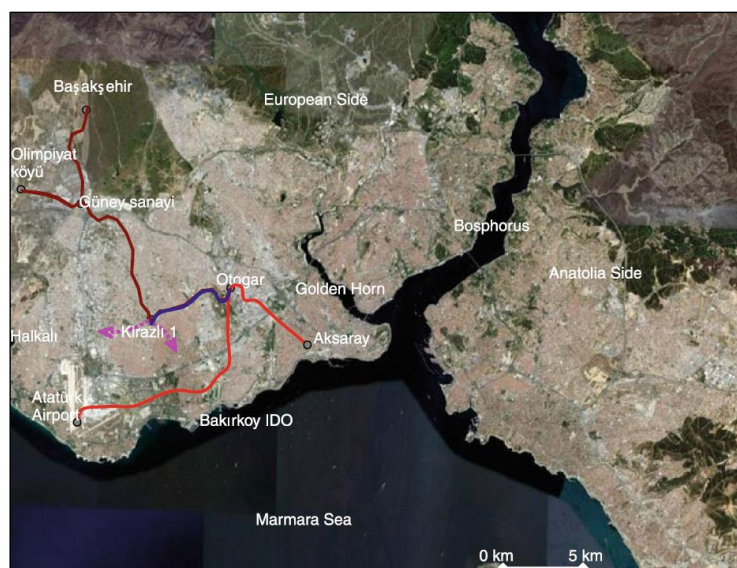 Başakşehir
European Side
Olimpiyat
köyü
Güney sanayi
Bosphorus
Anatolia Side
Otogar
Golden Horn
Halkalı
Kirazlı 1
Aksaray
Atatürk
Airport
Bakırkoy IDO
Marmara Sea
0 km 5 km